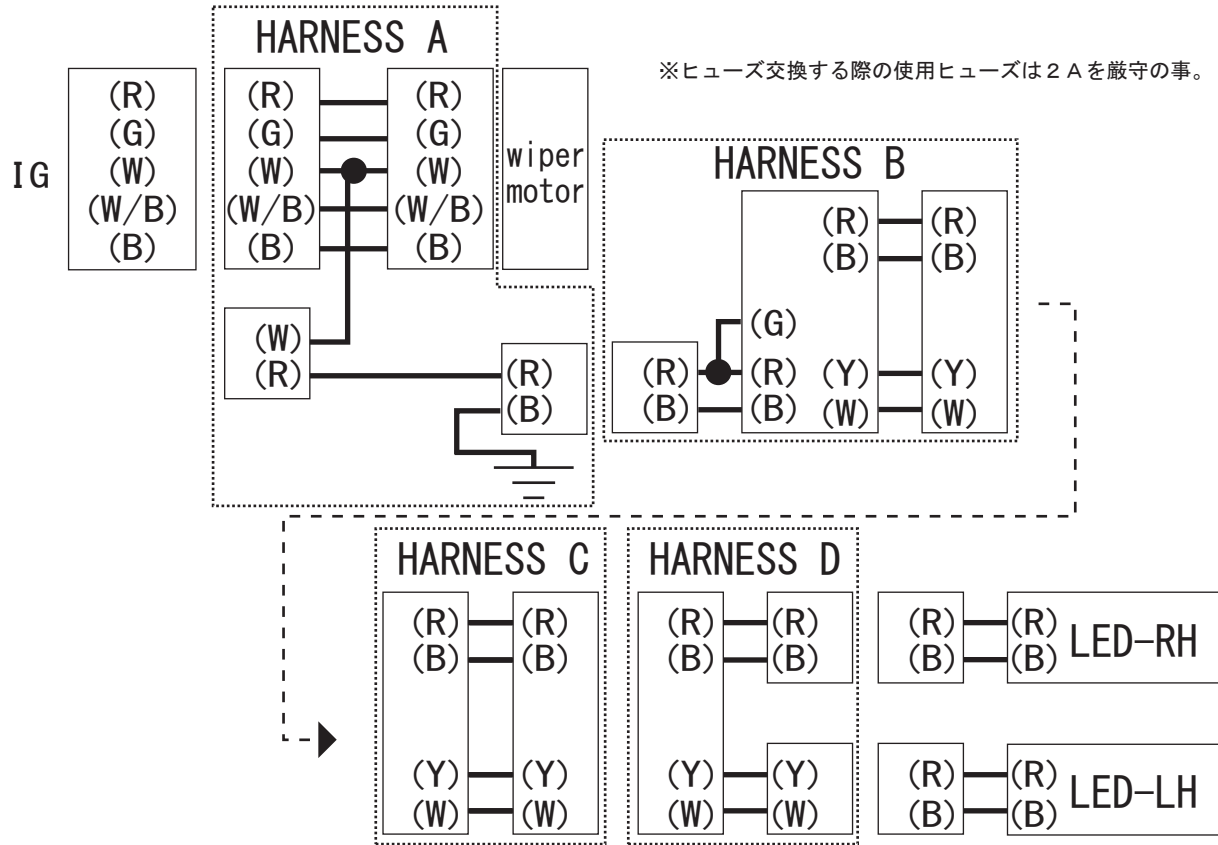 HARNESS A
※ヒューズ交換する際の使用ヒューズは２Ａを厳守の事。
IG
(R)
(G)
(W)
(W/B)
(B)
(R)
(G)
(W)
(W/B)
(B)
(R)
(G)
(W)
(W/B)
(B)
wiper
motor
(W)
(R)
(R)
(B)
HARNESS B
(R)
(B)
(G)
(R)
(B)
(R)
(B)
(Y)
(W)
(R)
(B)
(Y)
(W)
HARNESS C
(R)
(B)
(Y)
(W)
(R)
(B)
(Y)
(W)
HARNESS D
(R)
(B)
(Y)
(W)
(R)
(B)
(Y)
(W)
(R)
(B)
(R)
(B)
LED-RH
(R)
(B)
(R)
(B)
LED-LH